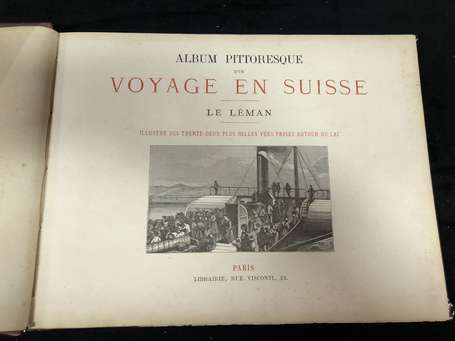 ALBUM PITTORESQUE
D'UN
VOYAGE EN SUISSE
LE LÉMAN
ILLUSTRÉ DES TRENTE-DEUX PLUS BELLES VUES PRISES AUTOUR DU LAC
PARIS
LIBRAIRIE, RUE VISCONTI, 22.